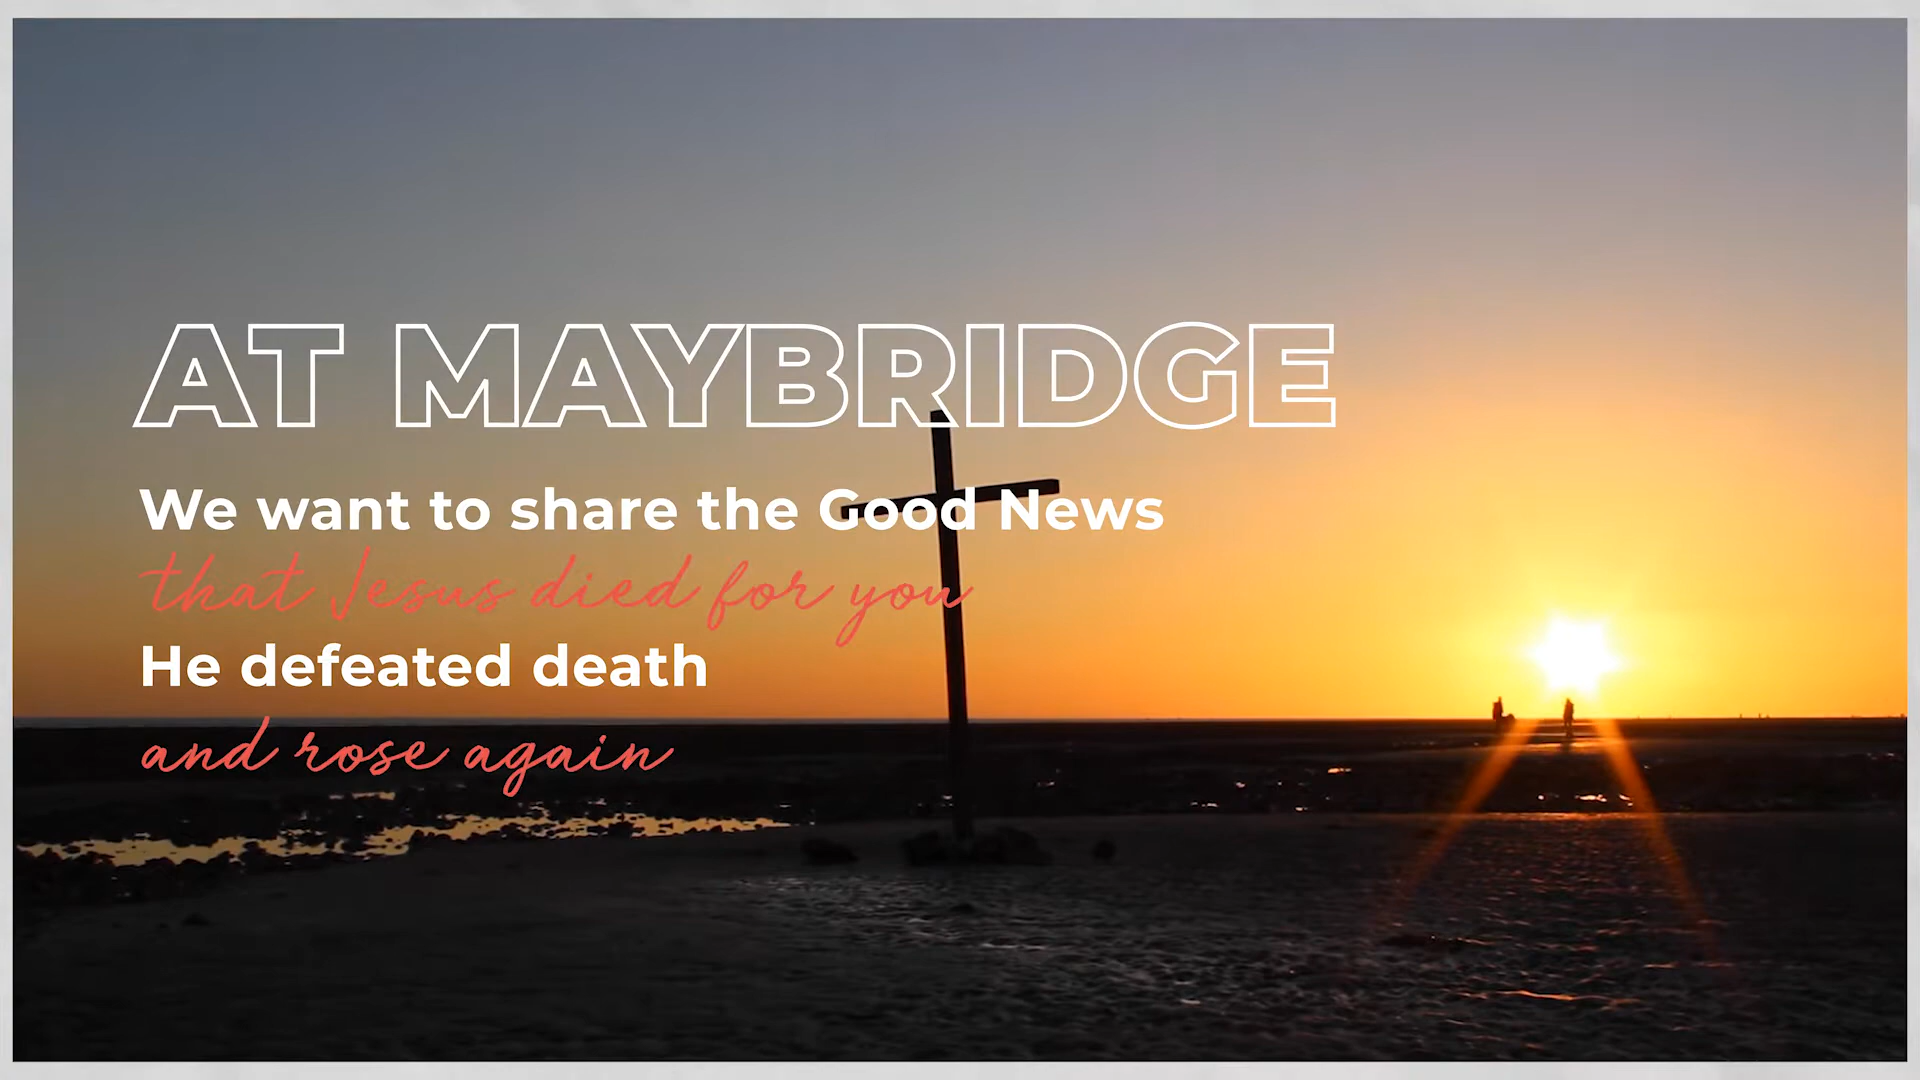 AT MAYBRIDGE
We want to share the Good News
that Jesus died for you
He defeated death
and rose again